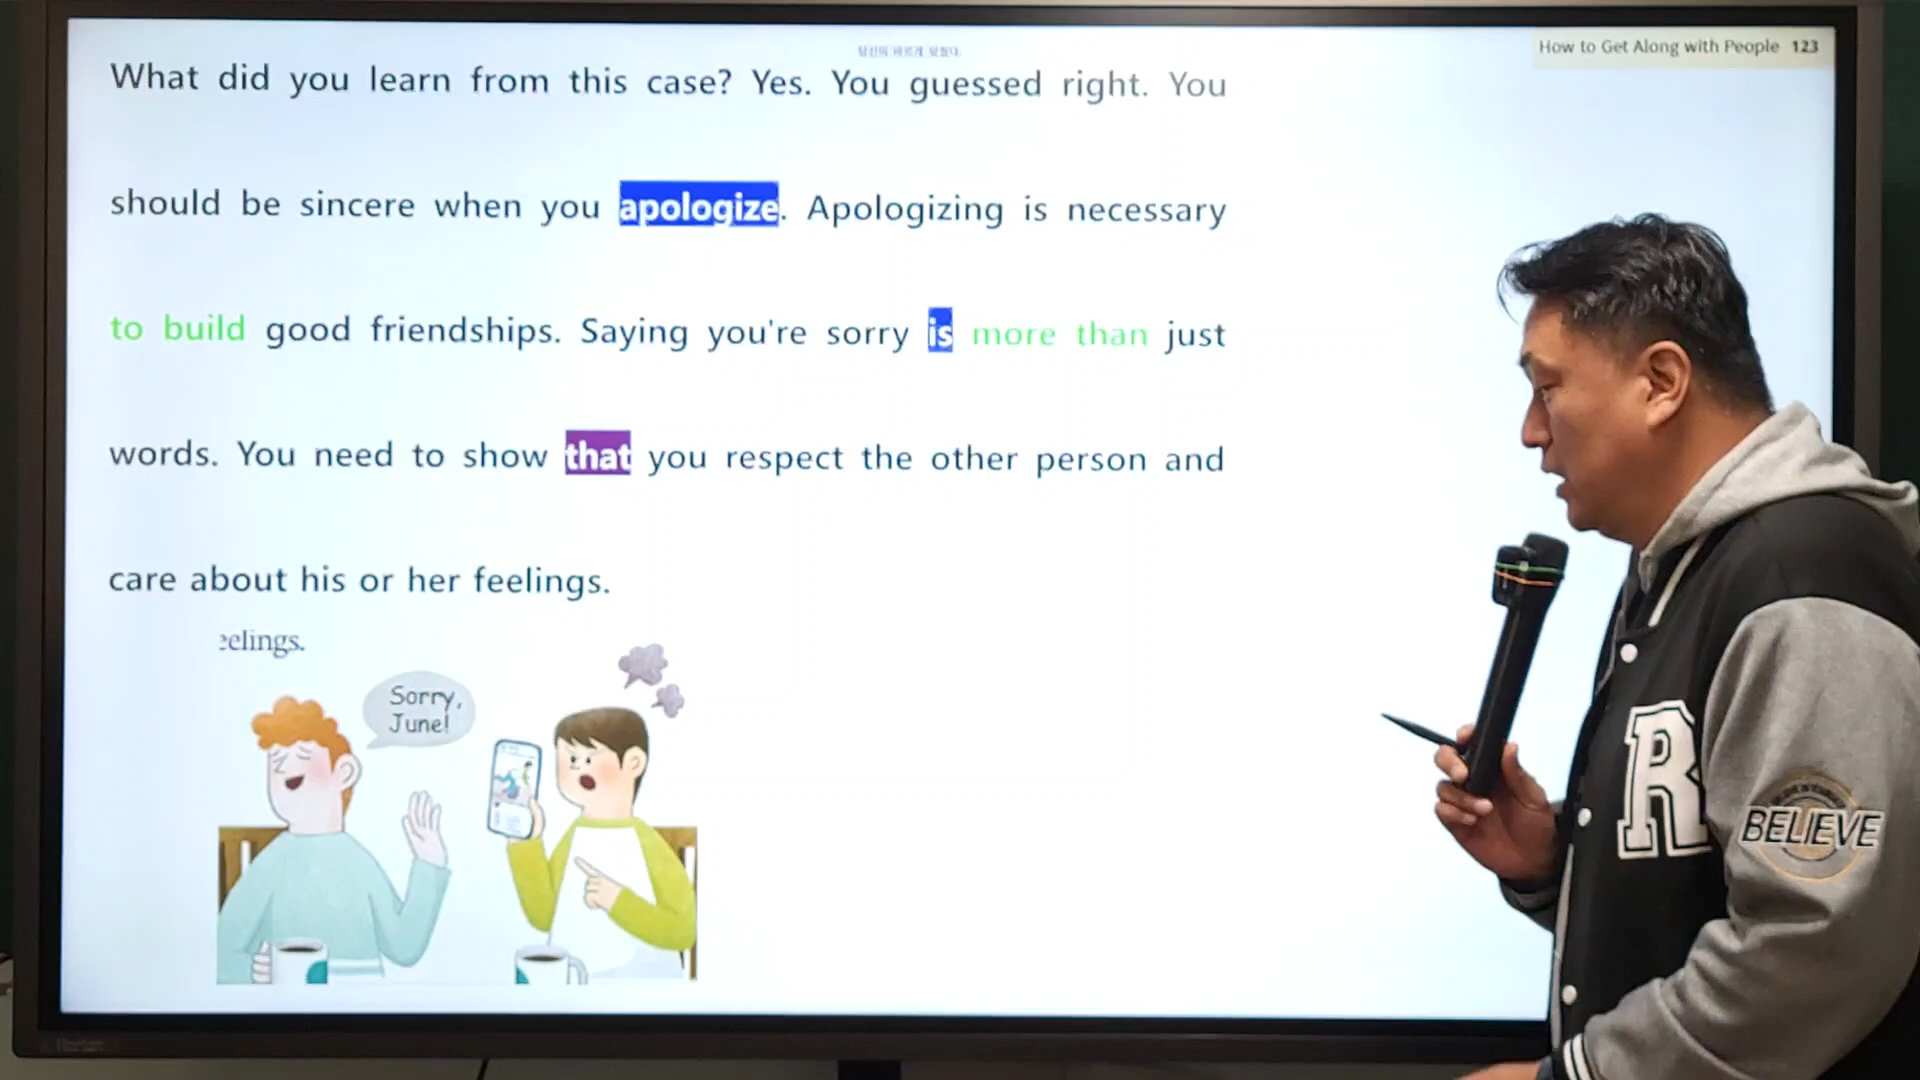 How to Get Along with People 123
What did you learn from this case? Yes. You guessed right. You
should be sincere when you apologize. Apologizing is necessary
to build good friendships. Saying you're sorry is more than just
words. You need to show that you respect the other person and
care about his or her feelings.
eelings.
Sorry,
June!
R
BELIEVE